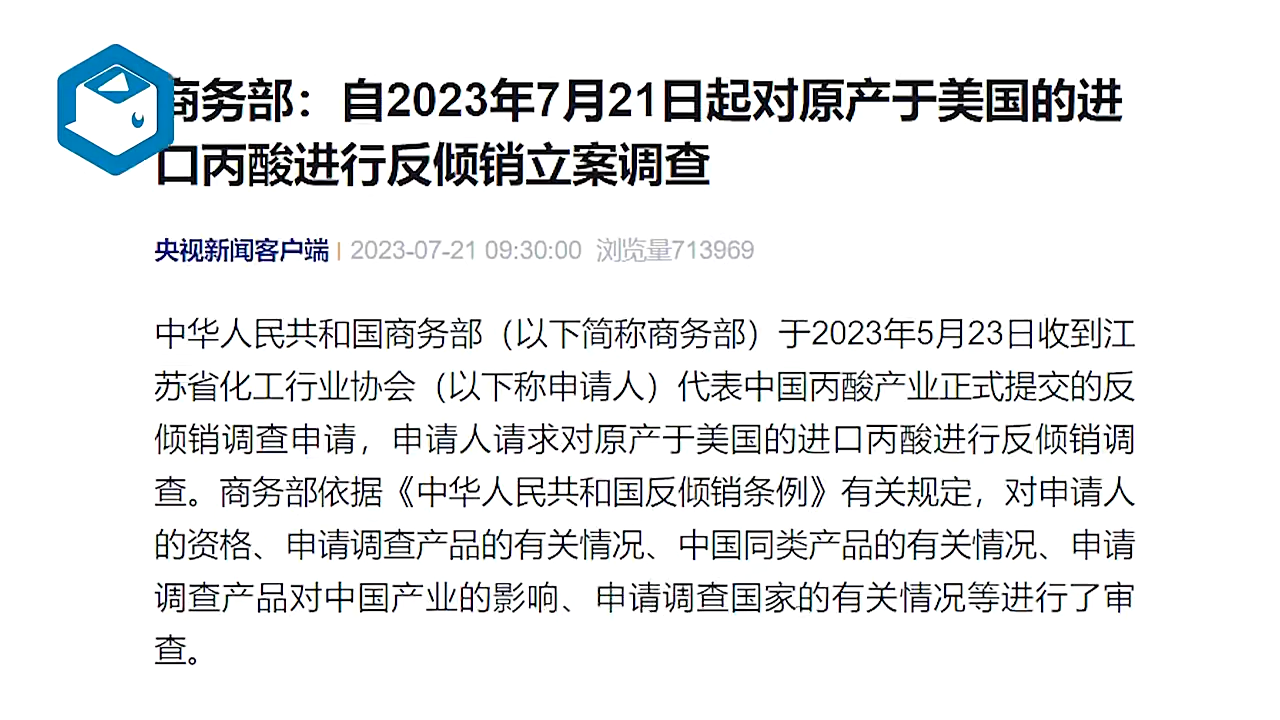 商务部：自2023年7月21日起对原产于美国的进
口丙酸进行反倾销立案调查
央视新闻客户端 | 2023-07-21 09:30:00 浏览量713969
中华人民共和国商务部（以下简称商务部）于2023年5月23日收到江
苏省化工行业协会（以下称申请人）代表中国丙酸产业正式提交的反
倾销调查申请，申请人请求对原产于美国的进口丙酸进行反倾销调
查。商务部依据《中华人民共和国反倾销条例》有关规定，对申请人
的资格、申请调查产品的有关情况、中国同类产品的有关情况、申请
调查产品对中国产业的影响、申请调查国家的有关情况等进行了审
查。